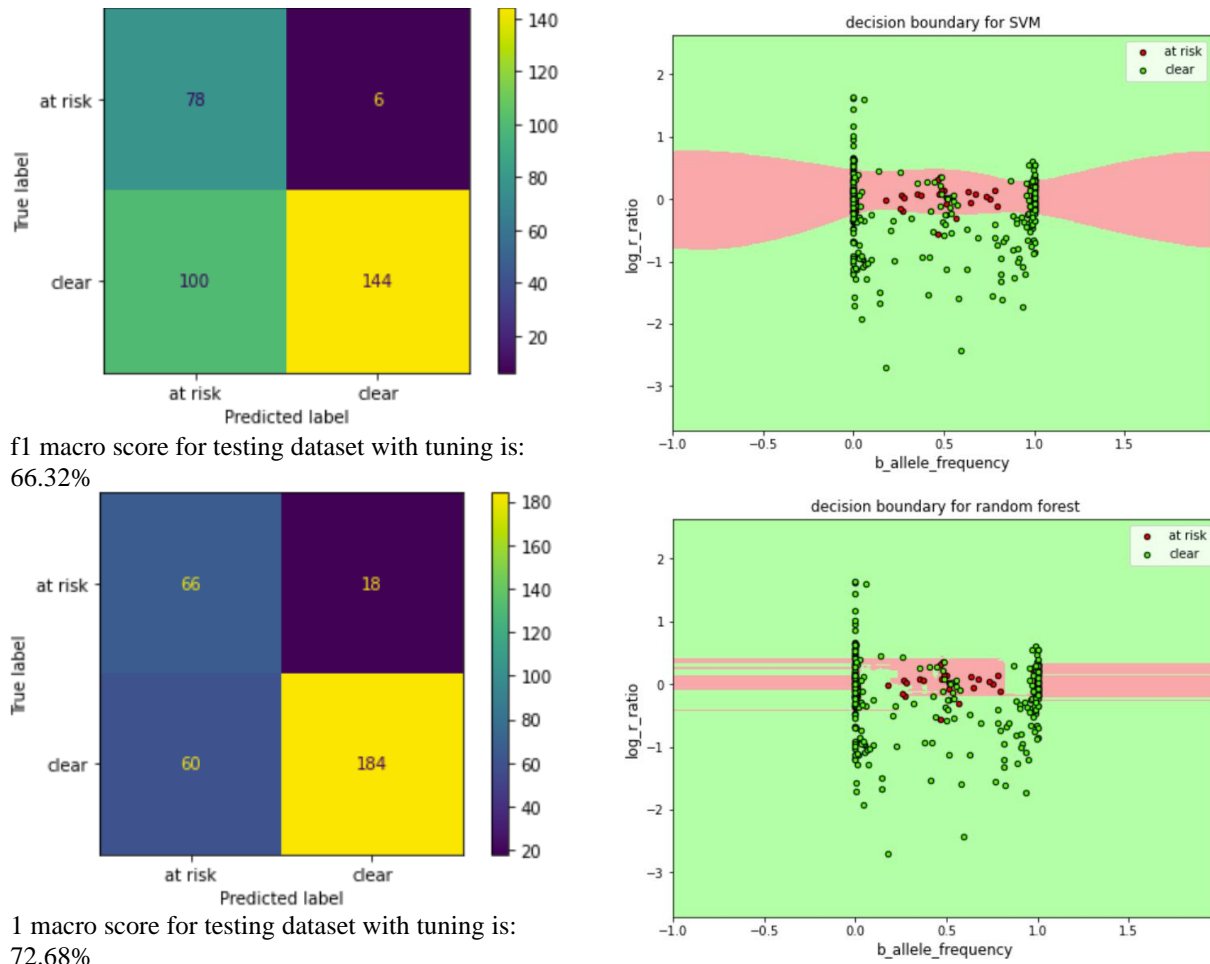 140
120
100
80
60
40
20
at risk
clear
True label
78
6
100
144
at risk
clear
Predicted label
f1 macro score for testing dataset with tuning is:
66.32%
decision boundary for SVM
at risk
clear
2
1
0
−1
−2
−3
log_r_ratio
−1.0
−0.5
0.0
0.5
1.0
1.5
b_allele_frequency
180
160
140
120
100
80
60
40
20
at risk
clear
True label
66
18
60
184
at risk
clear
Predicted label
1 macro score for testing dataset with tuning is:
72.68%
decision boundary for random forest
at risk
clear
2
1
0
−1
−2
−3
log_r_ratio
−1.0
−0.5
0.0
0.5
1.0
1.5
b_allele_frequency